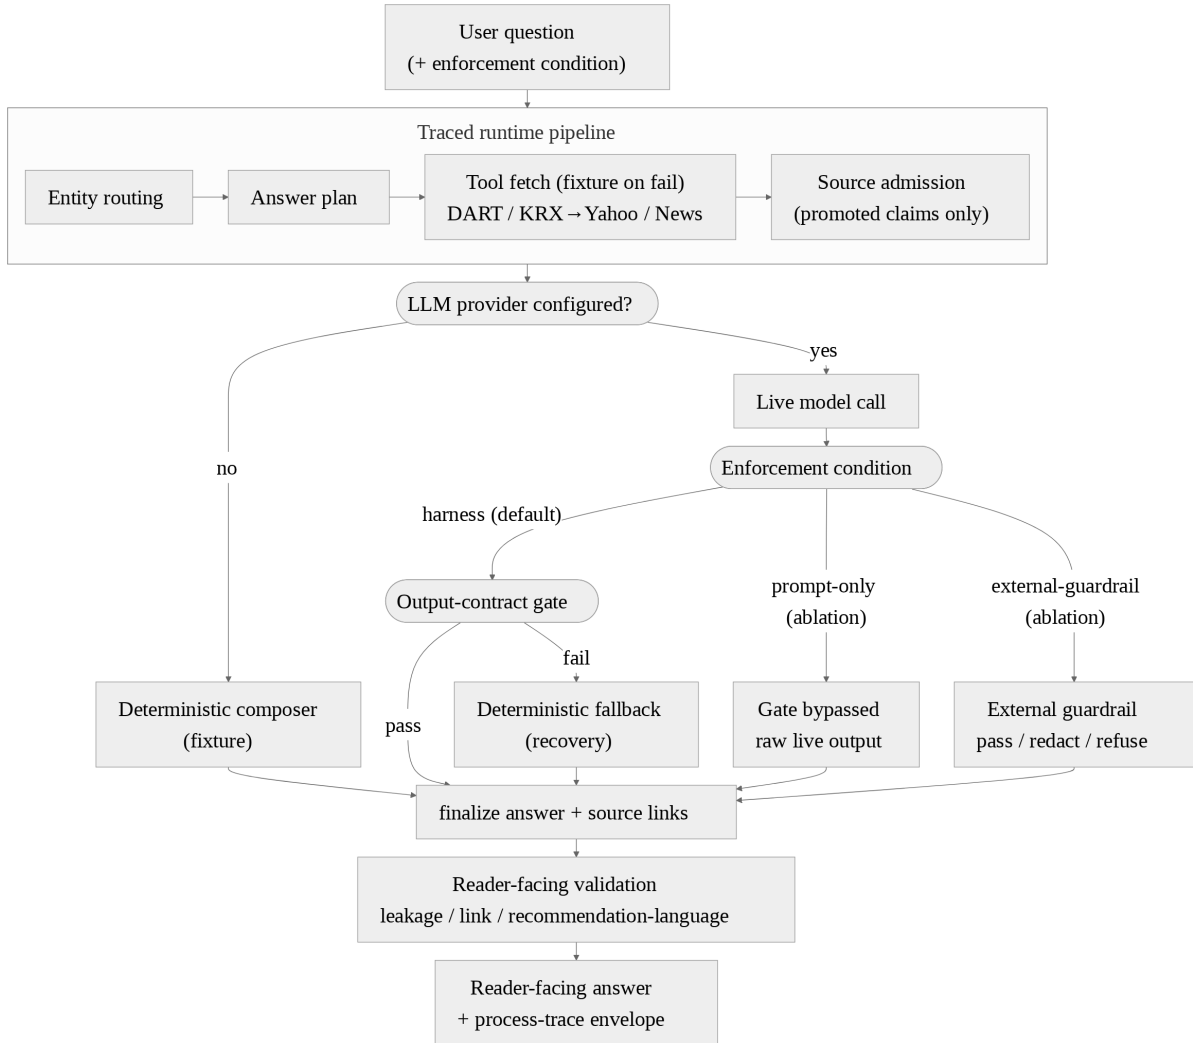 User question
(+ enforcement condition)
Traced runtime pipeline
Entity routing
Answer plan
Tool fetch (fixture on fail)
DART / KRX→Yahoo / News
Source admission
(promoted claims only)
LLM provider configured?
yes
Live model call
no
Enforcement condition
harness (default)
prompt-only
(ablation)
external-guardrail
(ablation)
Output-contract gate
fail
pass
Deterministic composer
(fixture)
Deterministic fallback
(recovery)
Gate bypassed
raw live output
External guardrail
pass / redact / refuse
finalize answer + source links
Reader-facing validation
leakage / link / recommendation-language
Reader-facing answer
+ process-trace envelope